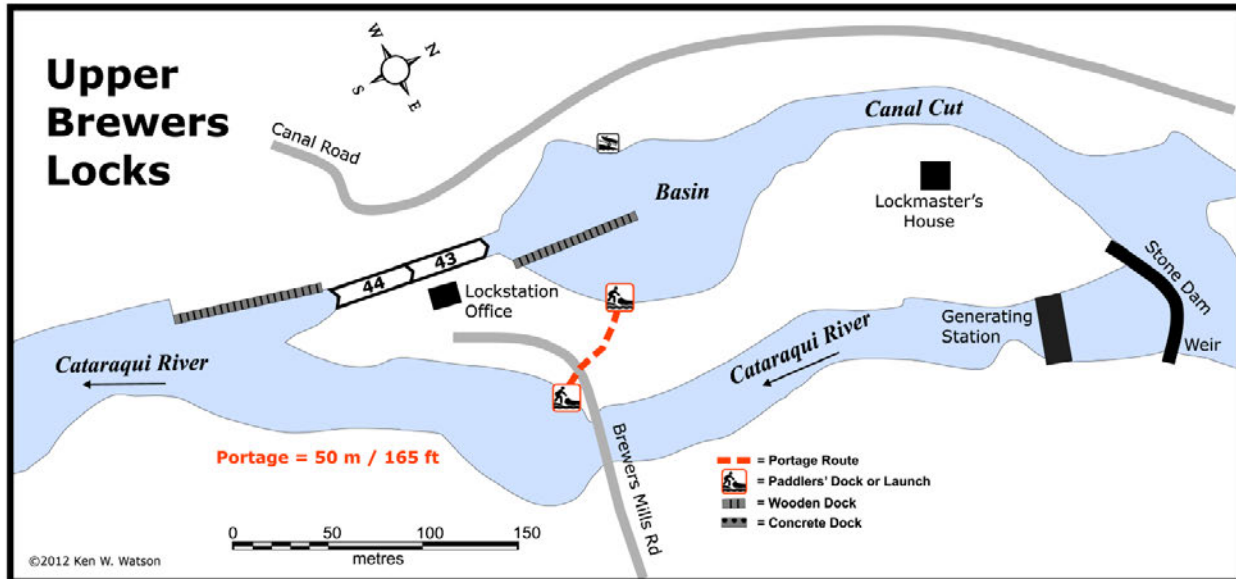 Upper
Brewers
Locks
W
N
S
E
Canal Road
Canal Cut
Basin
Lockmaster's
House
43
44
Stone Dam
Lockstation
Office
Generating
Station
Weir
Cataraqui River
Cataraqui River
Brewers Mills Rd
Portage = 50 m / 165 ft
= Portage Route
= Paddlers' Dock or Launch
= Wooden Dock
= Concrete Dock
0 50 100 150
metres
©2012 Ken W. Watson